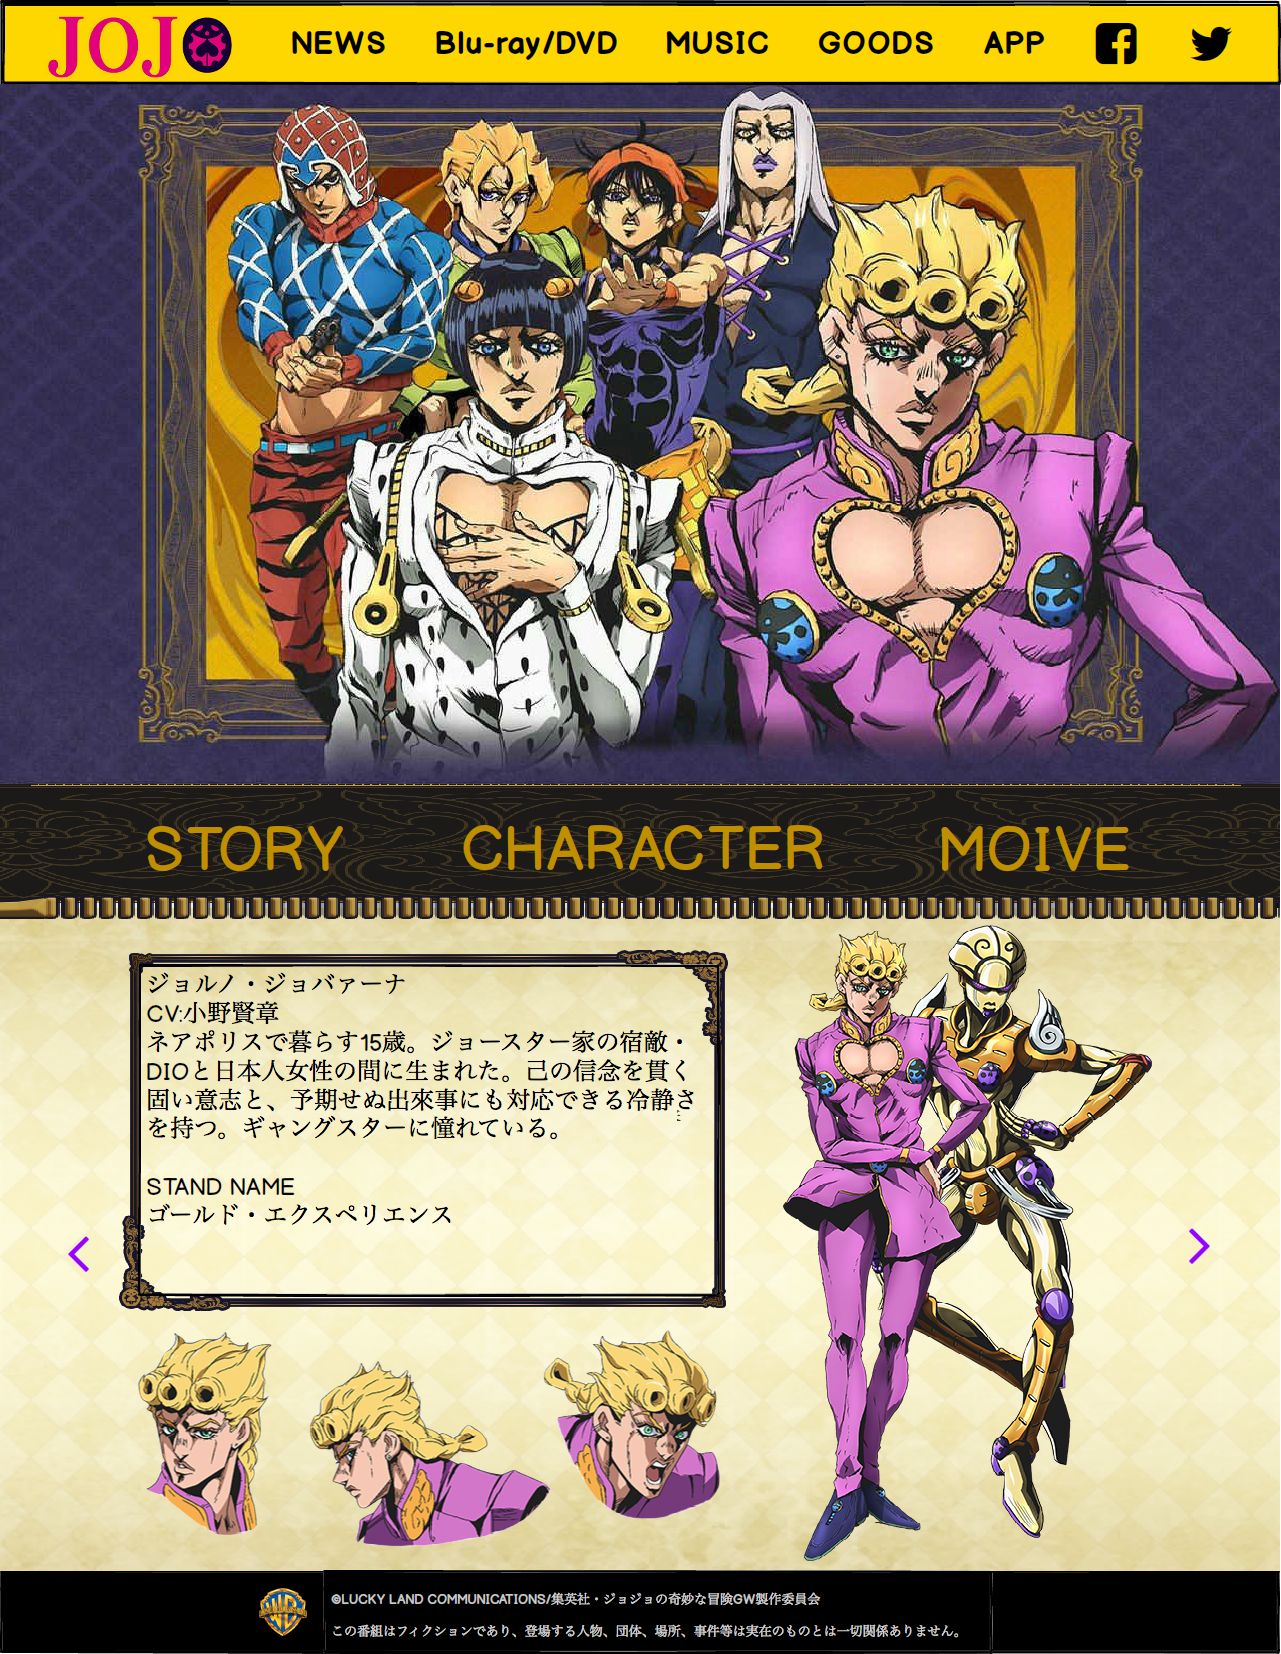 JOJO
NEWS
Blu-ray/DVD
MUSIC
GOODS
APP
STORY
CHARACTER
MOIVE
ジョルノ・ジョバァーナ
CV:小野賢章
ネアポリスで暮らす15歳。ジョースター家の宿敵・
DIOと日本人女性の間に生まれた。己の信念を貫く
固い意志と、予期せぬ出來事にも対応できる冷静さ
を持つ。ギャングスターに憧れている。
STAND NAME
ゴールド・エクスペリエンス
©LUCKY LAND COMMUNICATIONS/集英社・ジョジョの奇妙な冒険GW製作委員会
この番組はフィクションであり、登場する人物、団体、場所、事件等は実在のものとは一切関係ありません。